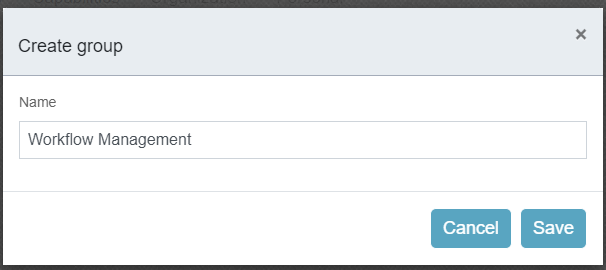 Create group
×
Name
Workflow Management
Cancel Save